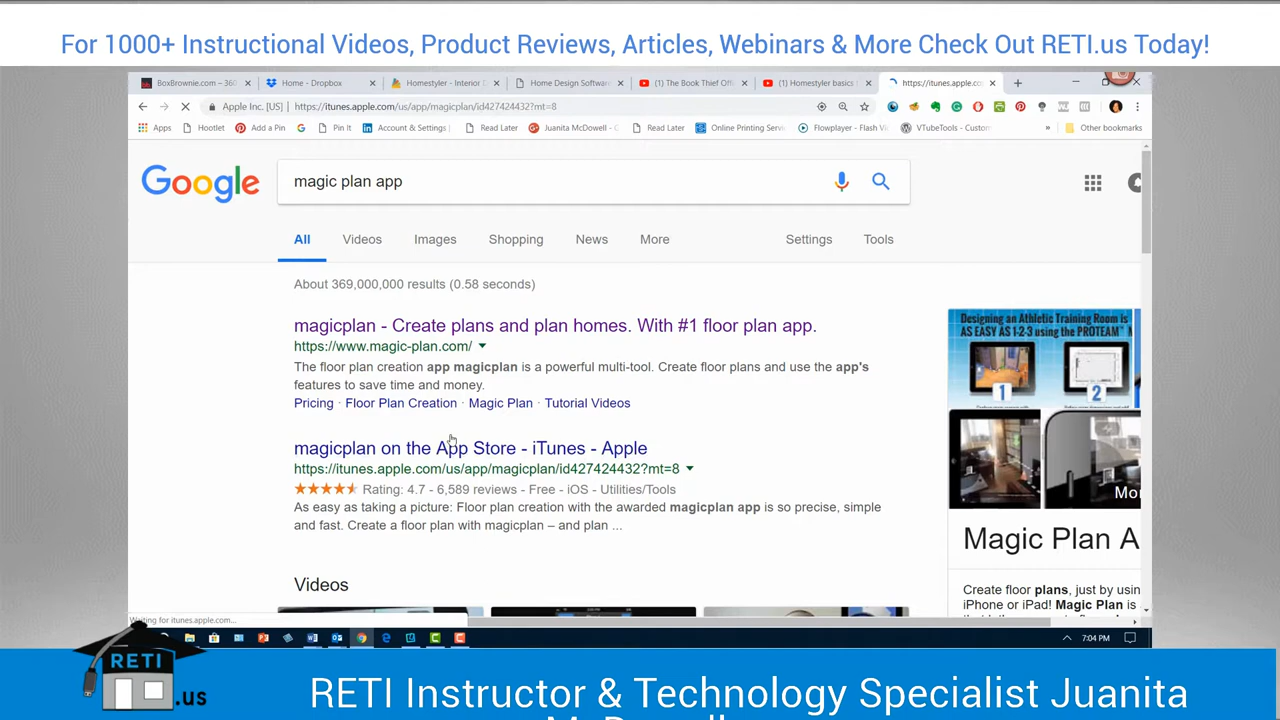 For 1000+ Instructional Videos, Product Reviews, Articles, Webinars & More Check Out RETI.us Today!
BoxBrownie.com – 360 Home - Dropbox Homestyler - Interior D Home Design Software (1) The Book Thief Offi (1) Homestyler basics https://itunes.apple.co
Apple Inc. [US] https://itunes.apple.com/us/app/magicplan/id427424432?mt=8
Apps Hootlet Add a Pin Pin It Account & Settings Read Later Juanita McDowell - Read Later Online Printing Servi Flowplayer - Flash Vi VTubeTools - Custom » Other bookmarks
Google magic plan app
All Videos Images Shopping News More Settings Tools
About 369,000,000 results (0.58 seconds)
magicplan - Create plans and plan homes. With #1 floor plan app.
https://www.magic-plan.com/
The floor plan creation app magicplan is a powerful multi-tool. Create floor plans and use the app's
features to save time and money.
Pricing · Floor Plan Creation · Magic Plan · Tutorial Videos
magicplan on the App Store - iTunes - Apple
https://itunes.apple.com/us/app/magicplan/id427424432?mt=8
Rating: 4.7 - 6,589 reviews - Free - iOS - Utilities/Tools
As easy as taking a picture: Floor plan creation with the awarded magicplan app is so precise, simple
and fast. Create a floor plan with magicplan – and plan ...
Videos
Designing an Athletic Training Room is
AS EASY AS 1-2-3 using the PROTEAM
1 2
Mor
Magic Plan A
Create floor plans, just by using
iPhone or iPad! Magic Plan is
Waiting for itunes.apple.com...
7:04 PM
RETI
.us
RETI Instructor & Technology Specialist Juanita